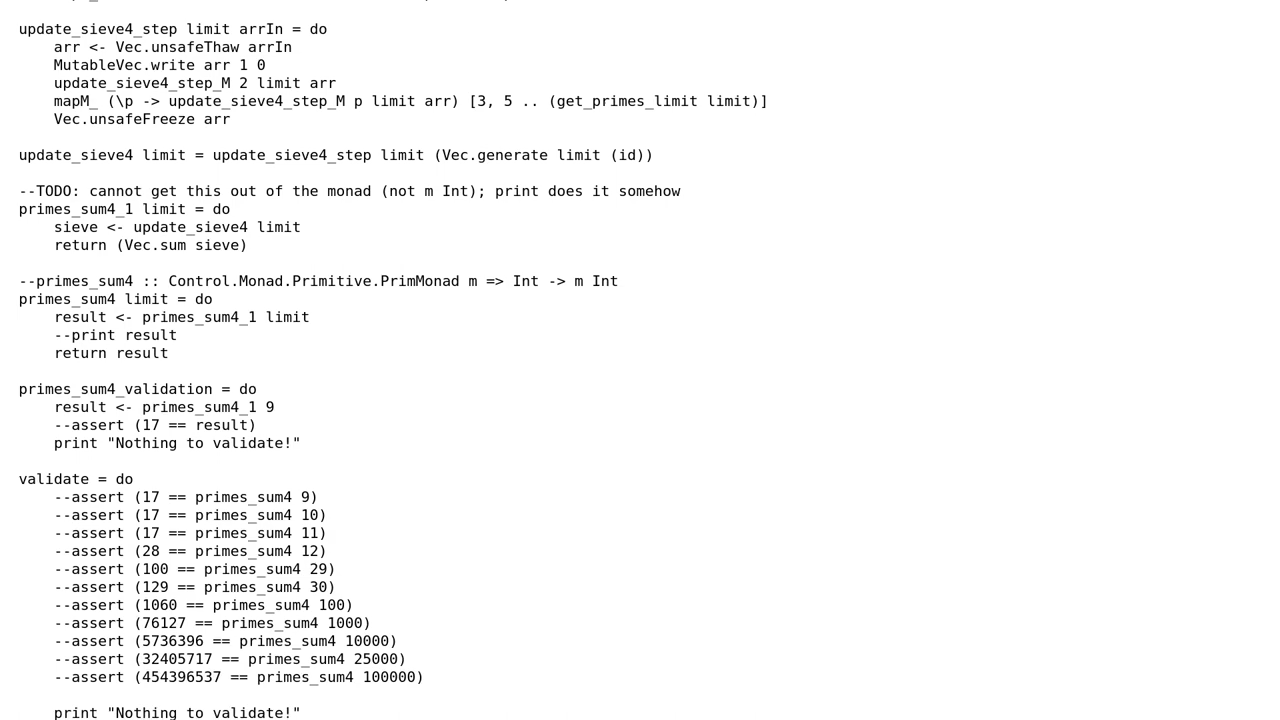 update_sieve4_step limit arrIn = do
    arr <- Vec.unsafeThaw arrIn
    MutableVec.write arr 1 0
    update_sieve4_step_M 2 limit arr
    mapM_ (\p -> update_sieve4_step_M p limit arr) [3, 5 .. (get_primes_limit limit)]
    Vec.unsafeFreeze arr

update_sieve4 limit = update_sieve4_step limit (Vec.generate limit (id))

--TODO: cannot get this out of the monad (not m Int); print does it somehow
primes_sum4_1 limit = do
    sieve <- update_sieve4 limit
    return (Vec.sum sieve)

--primes_sum4 :: Control.Monad.Primitive.PrimMonad m => Int -> m Int
primes_sum4 limit = do
    result <- primes_sum4_1 limit
    --print result
    return result

primes_sum4_validation = do
    result <- primes_sum4_1 9
    --assert (17 == result)
    print "Nothing to validate!"

validate = do
    --assert (17 == primes_sum4 9)
    --assert (17 == primes_sum4 10)
    --assert (17 == primes_sum4 11)
    --assert (28 == primes_sum4 12)
    --assert (100 == primes_sum4 29)
    --assert (129 == primes_sum4 30)
    --assert (1060 == primes_sum4 100)
    --assert (76127 == primes_sum4 1000)
    --assert (5736396 == primes_sum4 10000)
    --assert (32405717 == primes_sum4 25000)
    --assert (454396537 == primes_sum4 100000)

    print "Nothing to validate!"